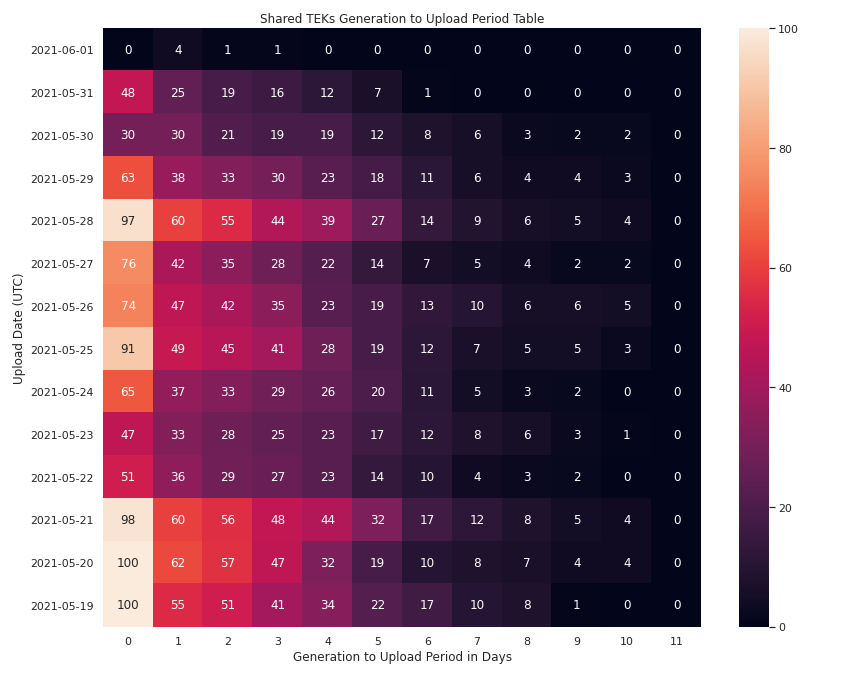 Shared TEKs Generation to Upload Period Table
2021-06-01 0 4 1 1 0 0 0 0 0 0 0 0
2021-05-31 48 25 19 16 12 7 1 0 0 0 0 0
2021-05-30 30 30 21 19 19 12 8 6 3 2 2 0
2021-05-29 63 38 33 30 23 18 11 6 4 4 3 0
2021-05-28 97 60 55 44 39 27 14 9 6 5 4 0
2021-05-27 76 42 35 28 22 14 7 5 4 2 2 0
2021-05-26 74 47 42 35 23 19 13 10 6 6 5 0
2021-05-25 91 49 45 41 28 19 12 7 5 5 3 0
2021-05-24 65 37 33 29 26 20 11 5 3 2 0 0
2021-05-23 47 33 28 25 23 17 12 8 6 3 1 0
2021-05-22 51 36 29 27 23 14 10 4 3 2 0 0
2021-05-21 98 60 56 48 44 32 17 12 8 5 4 0
2021-05-20 100 62 57 47 32 19 10 8 7 4 4 0
2021-05-19 100 55 51 41 34 22 17 10 8 1 0 0
0 1 2 3 4 5 6 7 8 9 10 11
Generation to Upload Period in Days
Upload Date (UTC)
100
80
60
40
20
0